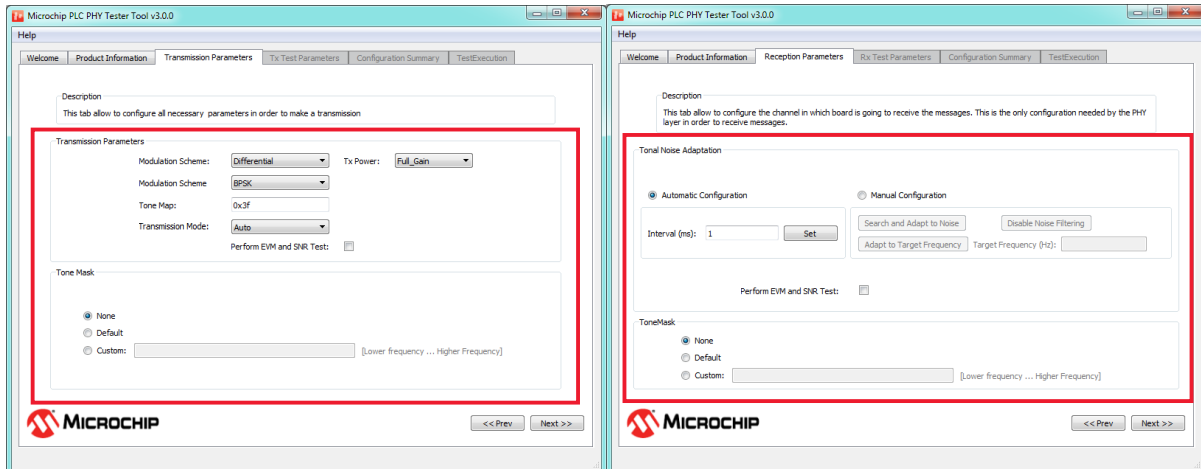 Microchip PLC PHY Tester Tool v3.0.0
Help
Welcome Product Information Transmission Parameters Tx Test Parameters Configuration Summary TestExecution
Description
This tab allow to configure all necessary parameters in order to make a transmission
Transmission Parameters
Modulation Scheme: Differential Tx Power: Full_Gain
Modulation Scheme BPSK
Tone Map: 0x3f
Transmission Mode: Auto
Perform EVM and SNR Test:
Tone Mask
None
Default
Custom: [Lower frequency ... Higher Frequency]
MICROCHIP
<< Prev Next >>
Microchip PLC PHY Tester Tool v3.0.0
Help
Welcome Product Information Reception Parameters Rx Test Parameters Configuration Summary TestExecution
Description
This tab allow to configure the channel in which board is going to receive the messages. This is the only configuration needed by the PHY
layer in order to receive messages.
Tonal Noise Adaptation
Automatic Configuration Manual Configuration
Search and Adapt to Noise Disable Noise Filtering
Interval (ms): 1 Set
Adapt to Target Frequency Target Frequency (Hz):
Perform EVM and SNR Test:
ToneMask
None
Default
Custom: [Lower frequency ... Higher Frequency]
MICROCHIP
<< Prev Next >>